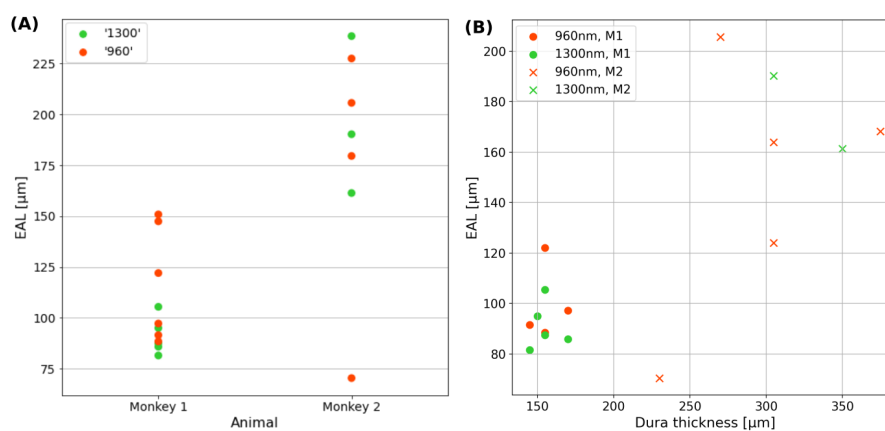 (A)
'1300'
'960'
225
200
175
150
125
100
75
EAL [μm]
Monkey 1
Monkey 2
Animal
(B)
960nm, M1
1300nm, M1
960nm, M2
1300nm, M2
200
180
160
140
120
100
80
EAL [μm]
150
200
250
300
350
Dura thickness [μm]